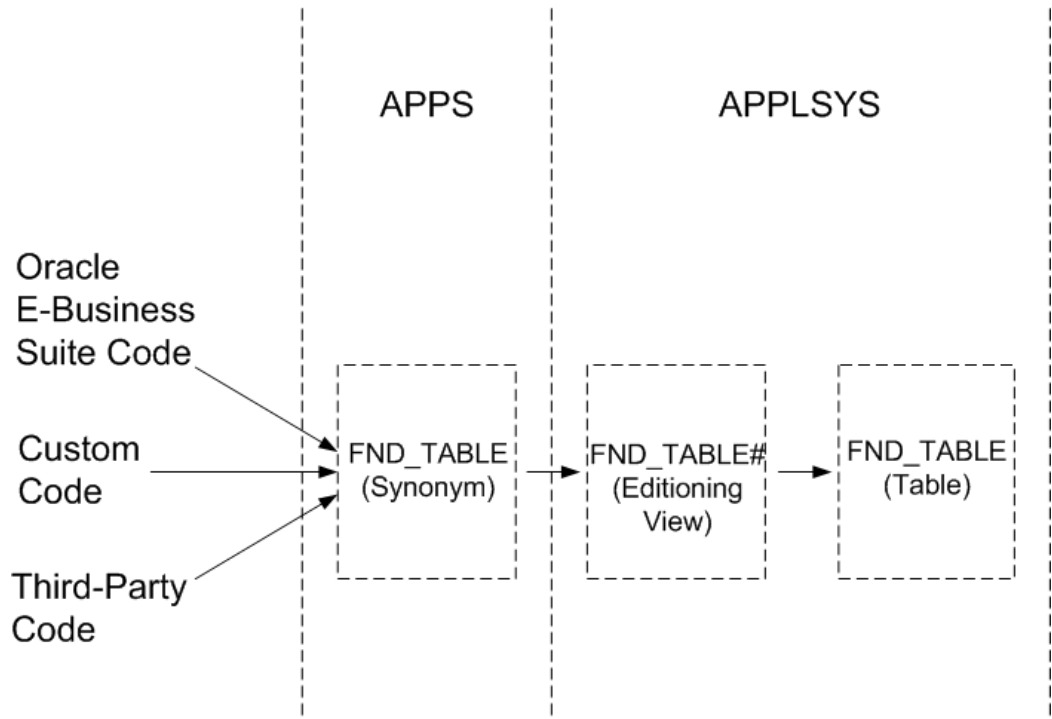 APPS
APPLSYS
Oracle
E-Business
Suite Code
Custom
Code
Third-Party
Code
FND_TABLE
(Synonym)
FND_TABLE#
(Editioning
View)
FND_TABLE
(Table)